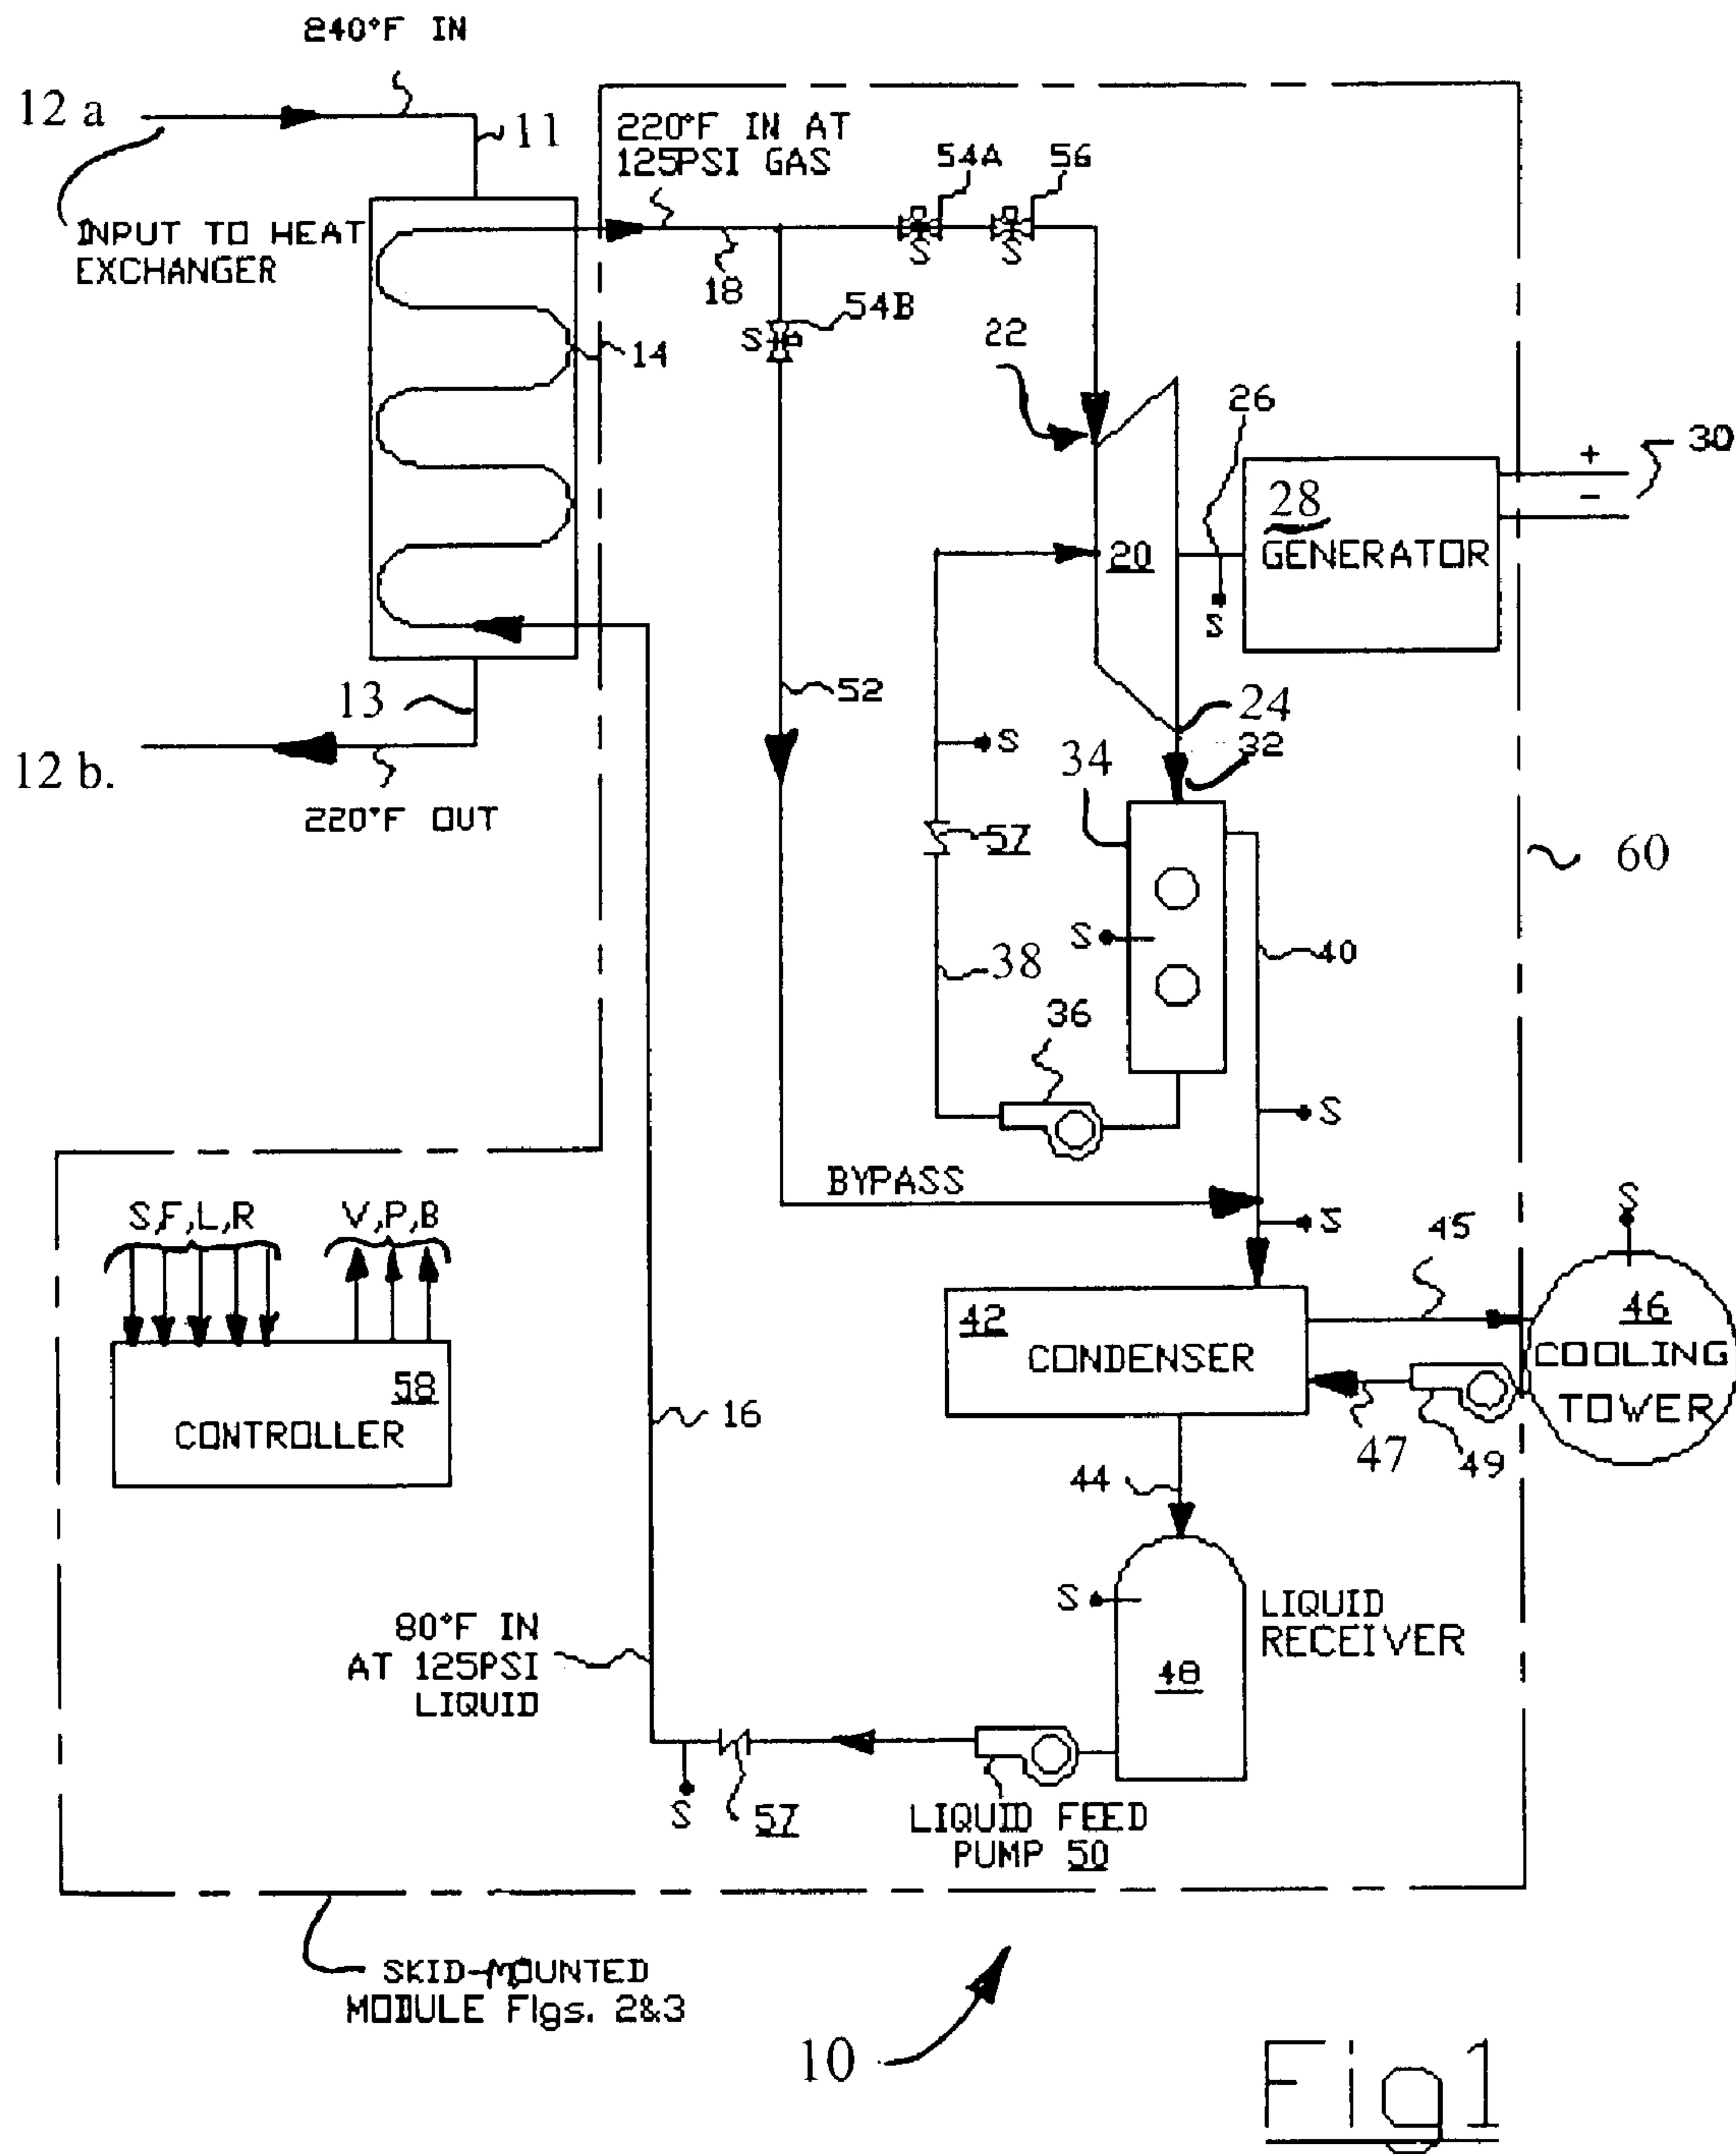 240°F IN
12 a
11
INPUT TO HEAT
EXCHANGER
220°F IN AT
125PSI GAS
54A
56
S
S
18
54B
S
14
22
26
30
+
-
28
GENERATOR
20
S
13
52
24
32
12 b.
220°F OUT
S
34
57
60
S
38
40
36
S
BYPASS
S
S,F,L,R
V,P,B
45
S
42
CONDENSER
46
COOLING
TOWER
58
CONTROLLER
16
47
49
44
S
LIQUID
RECEIVER
48
80°F IN
AT 125PSI
LIQUID
S
57
LIQUID FEED
PUMP 50
SKID-MOUNTED
MODULE Figs. 2&3
10
Fig1